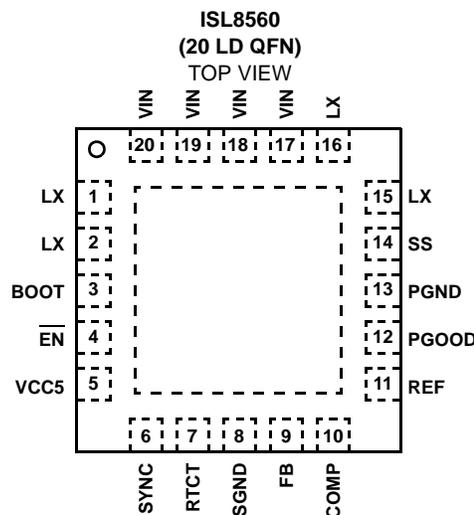 ISL8560
(20 LD QFN)
TOP VIEW
VIN
VIN
VIN
VIN
LX
20
19
18
17
16
LX
1
15
LX
LX
2
14
SS
BOOT
3
13
PGND
EN
4
12
PGOOD
VCC5
5
11
REF
6
7
8
9
10
SYNC
RTCT
SGND
FB
COMP